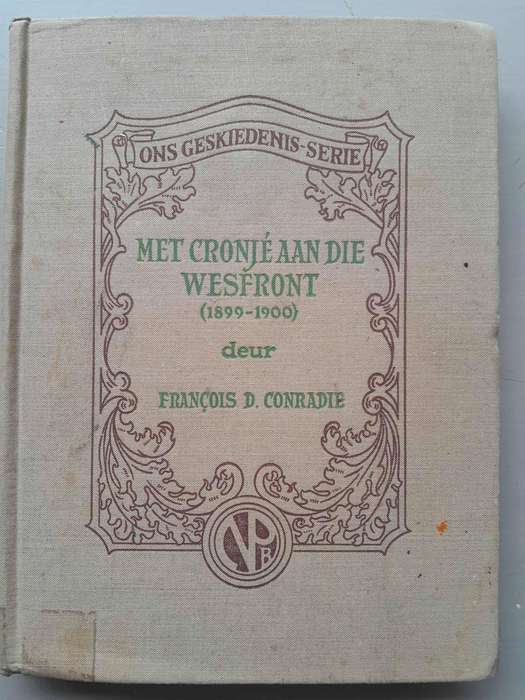 ONS GESKIEDENIS-SERIE
MET CRONJÉ AAN DIE
WESFRONT
(1899-1900)
deur
FRANÇOIS D. CONRADIE
NPB